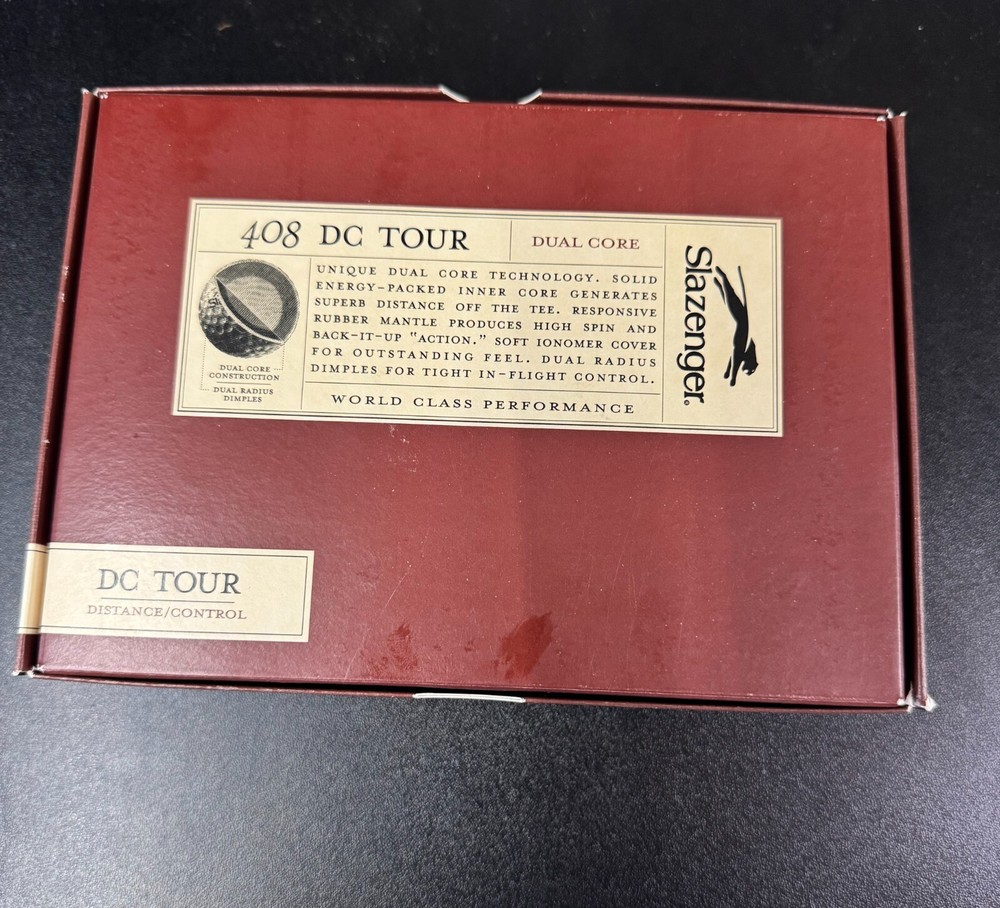 408 DC TOUR
DUAL CORE
UNIQUE DUAL CORE TECHNOLOGY. SOLID
ENERGY-PACKED INNER CORE GENERATES
SUPERB DISTANCE OFF THE TEE. RESPONSIVE
RUBBER MANTLE PRODUCES HIGH SPIN AND
BACK-IT-UP "ACTION." SOFT IONOMER COVER
FOR OUTSTANDING FEEL. DUAL RADIUS
DIMPLES FOR TIGHT IN-FLIGHT CONTROL.
DUAL CORE
CONSTRUCTION
DUAL RADIUS
DIMPLES
WORLD CLASS PERFORMANCE
Slazenger®
DC TOUR
DISTANCE/CONTROL